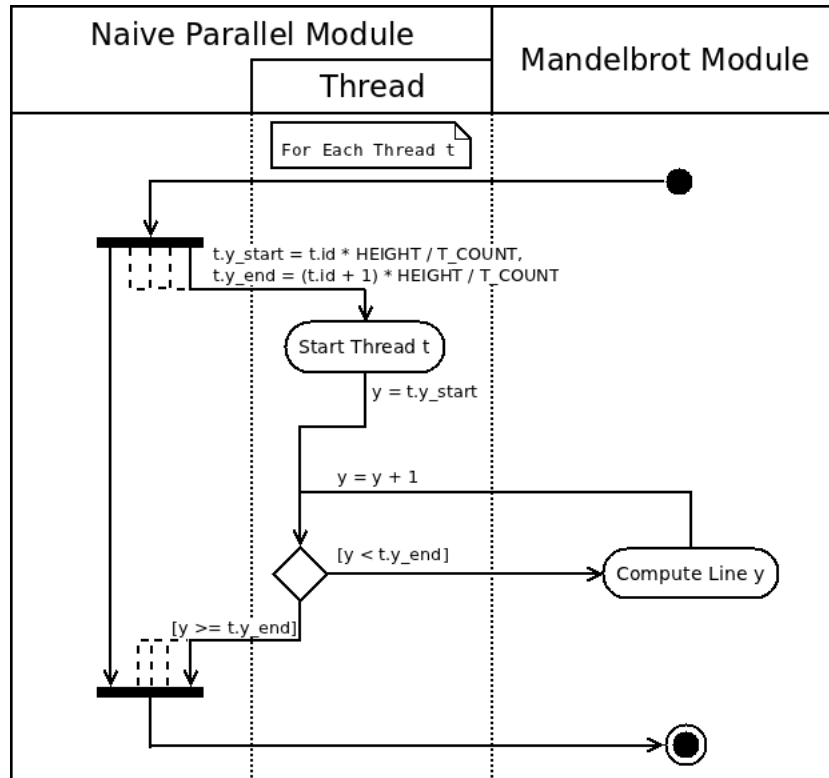 Naive Parallel Module
Thread
Mandelbrot Module
For Each Thread t
t.y_start = t.id * HEIGHT / T_COUNT,
t.y_end = (t.id + 1) * HEIGHT / T_COUNT
Start Thread t
y = t.y_start
y = y + 1
[y < t.y_end]
Compute Line y
[y >= t.y_end]